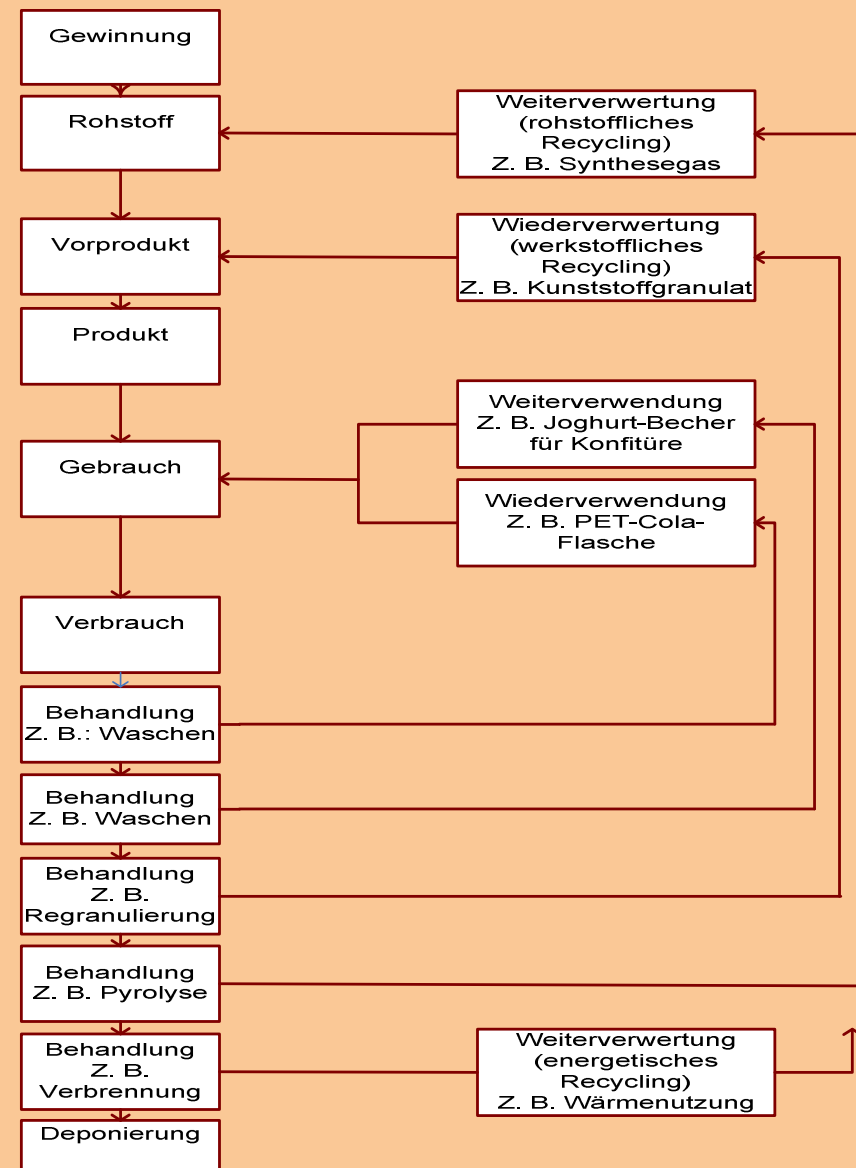 Gewinnung
Rohstoff
Weiterverwertung
(rohstoffliches
Recycling)
Z. B. Synthesegas
Vorprodukt
Wiederverwertung
(werkstoffliches
Recycling)
Z. B. Kunststoffgranulat
Produkt
Gebrauch
Weiterverwendung
Z. B. Joghurt-Becher
für Konfitüre
Wiederverwendung
Z. B. PET-Cola-
Flasche
Verbrauch
Behandlung
Z. B.: Waschen
Behandlung
Z. B. Waschen
Behandlung
Z. B.
Regranulierung
Behandlung
Z. B. Pyrolyse
Behandlung
Z. B.
Verbrennung
Weiterverwertung
(energetisches
Recycling)
Z. B. Wärmenutzung
Deponierung